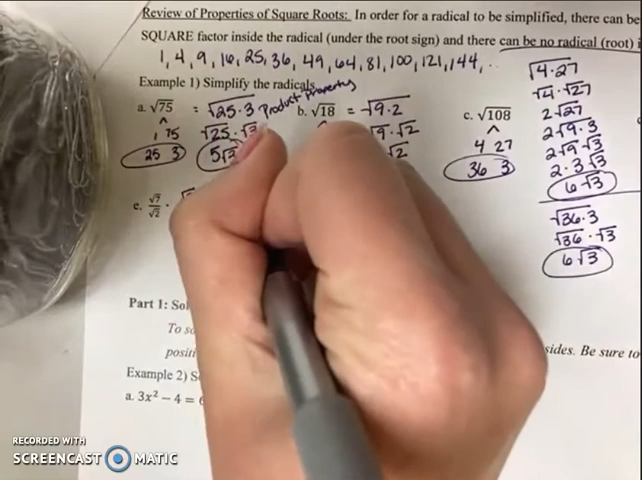 Review of Properties of Square Roots: In order for a radical to be simplified, there can be
SQUARE factor inside the radical (under the root sign) and there can be no radical (root) i
1, 4, 9, 16, 25, 36, 49, 64, 81, 100, 121, 144, ..
Example 1) Simplify the radicals
Product Property
a. √75 = √25·3
1 75 √25·√3
25 3 5√3
b. √18 = √9·2
√9·√2
√2
c. √108
4 27
36 3
√4·27
√4·√27
2√27
2√9·3
2√9·√3
2·3√3
6√3
√36·3
√36·√3
6√3
e. √7/√2 ·
Part 1: Sol
To so
sides. Be sure to
positi
Example 2) S
a. 3x² − 4 =
RECORDED WITH
SCREENCAST MATIC